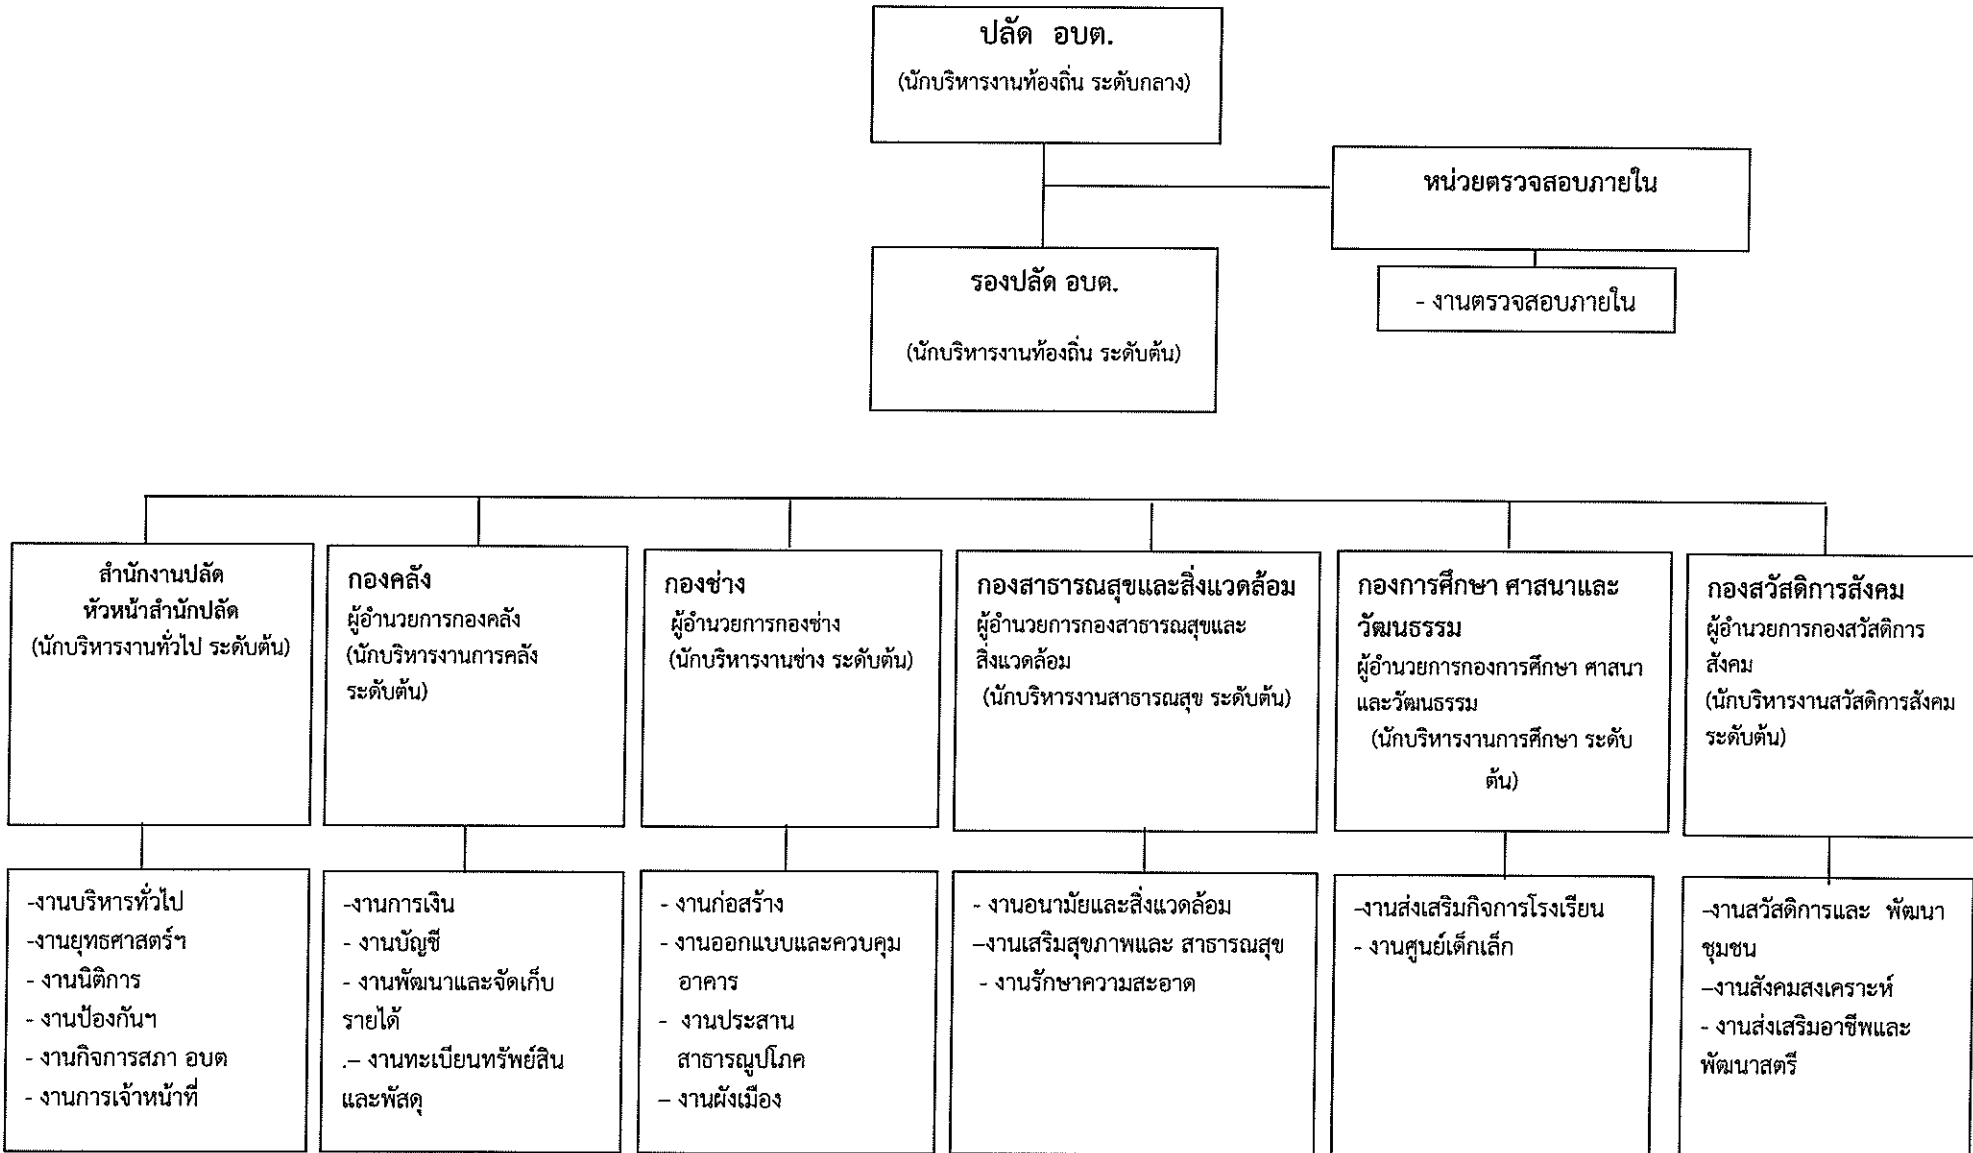 ปลัด อบต.
(นักบริหารงานท้องถิ่น ระดับกลาง)
หน่วยตรวจสอบภายใน
- งานตรวจสอบภายใน
รองปลัด อบต.
(นักบริหารงานท้องถิ่น ระดับต้น)
สำนักงานปลัด
หัวหน้าสำนักปลัด
(นักบริหารงานทั่วไป ระดับต้น)
กองคลัง
ผู้อำนวยการกองคลัง
(นักบริหารงานการคลัง
ระดับต้น)
กองช่าง
ผู้อำนวยการกองช่าง
(นักบริหารงานช่าง ระดับต้น)
กองสาธารณสุขและสิ่งแวดล้อม
ผู้อำนวยการกองสาธารณสุขและ
สิ่งแวดล้อม
(นักบริหารงานสาธารณสุข ระดับต้น)
กองการศึกษา ศาสนาและ
วัฒนธรรม
ผู้อำนวยการกองการศึกษา ศาสนา
และวัฒนธรรม
(นักบริหารงานการศึกษา ระดับ
ต้น)
กองสวัสดิการสังคม
ผู้อำนวยการกองสวัสดิการ
สังคม
(นักบริหารงานสวัสดิการสังคม
ระดับต้น)
-งานบริหารทั่วไป
-งานยุทธศาสตร์ฯ
- งานนิติการ
- งานป้องกันฯ
- งานกิจการสภา อบต
- งานการเจ้าหน้าที่
-งานการเงิน
- งานบัญชี
- งานพัฒนาและจัดเก็บ
รายได้
.– งานทะเบียนทรัพย์สิน
และพัสดุ
- งานก่อสร้าง
- งานออกแบบและควบคุม
อาคาร
- งานประสาน
สาธารณูปโภค
– งานผังเมือง
- งานอนามัยและสิ่งแวดล้อม
–งานเสริมสุขภาพและ สาธารณสุข
- งานรักษาความสะอาด
-งานส่งเสริมกิจการโรงเรียน
- งานศูนย์เด็กเล็ก
-งานสวัสดิการและ พัฒนา
ชุมชน
–งานสังคมสงเคราะห์
- งานส่งเสริมอาชีพและ
พัฒนาสตรี